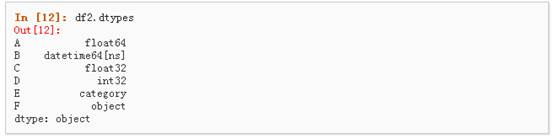 In [12]: df2.dtypes
Out[12]:
A           float64
B    datetime64[ns]
C           float32
D             int32
E          category
F            object
dtype: object